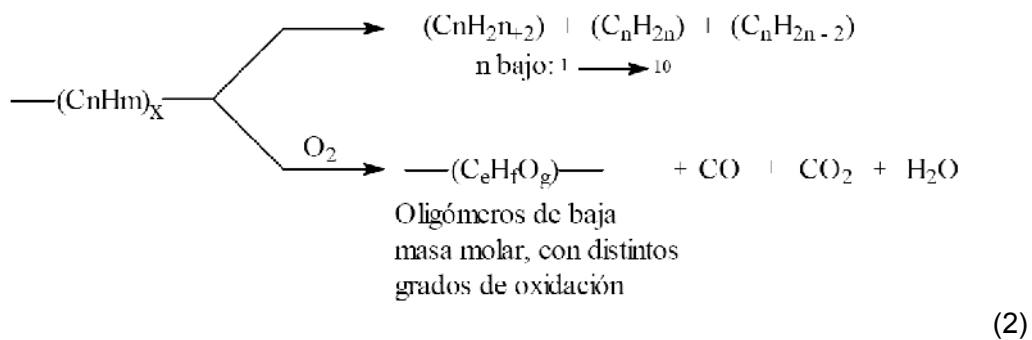 (CnH2n+2) + (CnH2n) + (CnH2n - 2)
n bajo: 1 → 10
—(CnHm)x
O2
—(CeHfOg)— + CO + CO2 + H2O
Oligómeros de baja
masa molar, con distintos
grados de oxidación
(2)